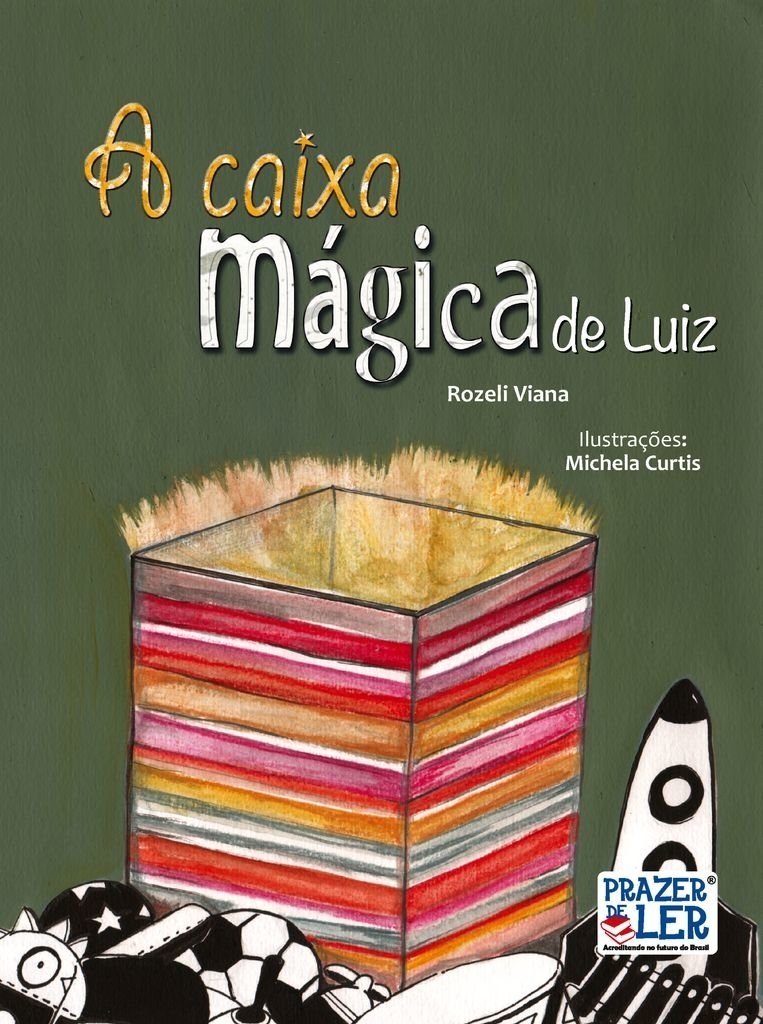 A caixa
mágica de Luiz
Rozeli Viana
Ilustrações:
Michela Curtis
PRAZER®
DE
LER
Acreditando no futuro do Brasil